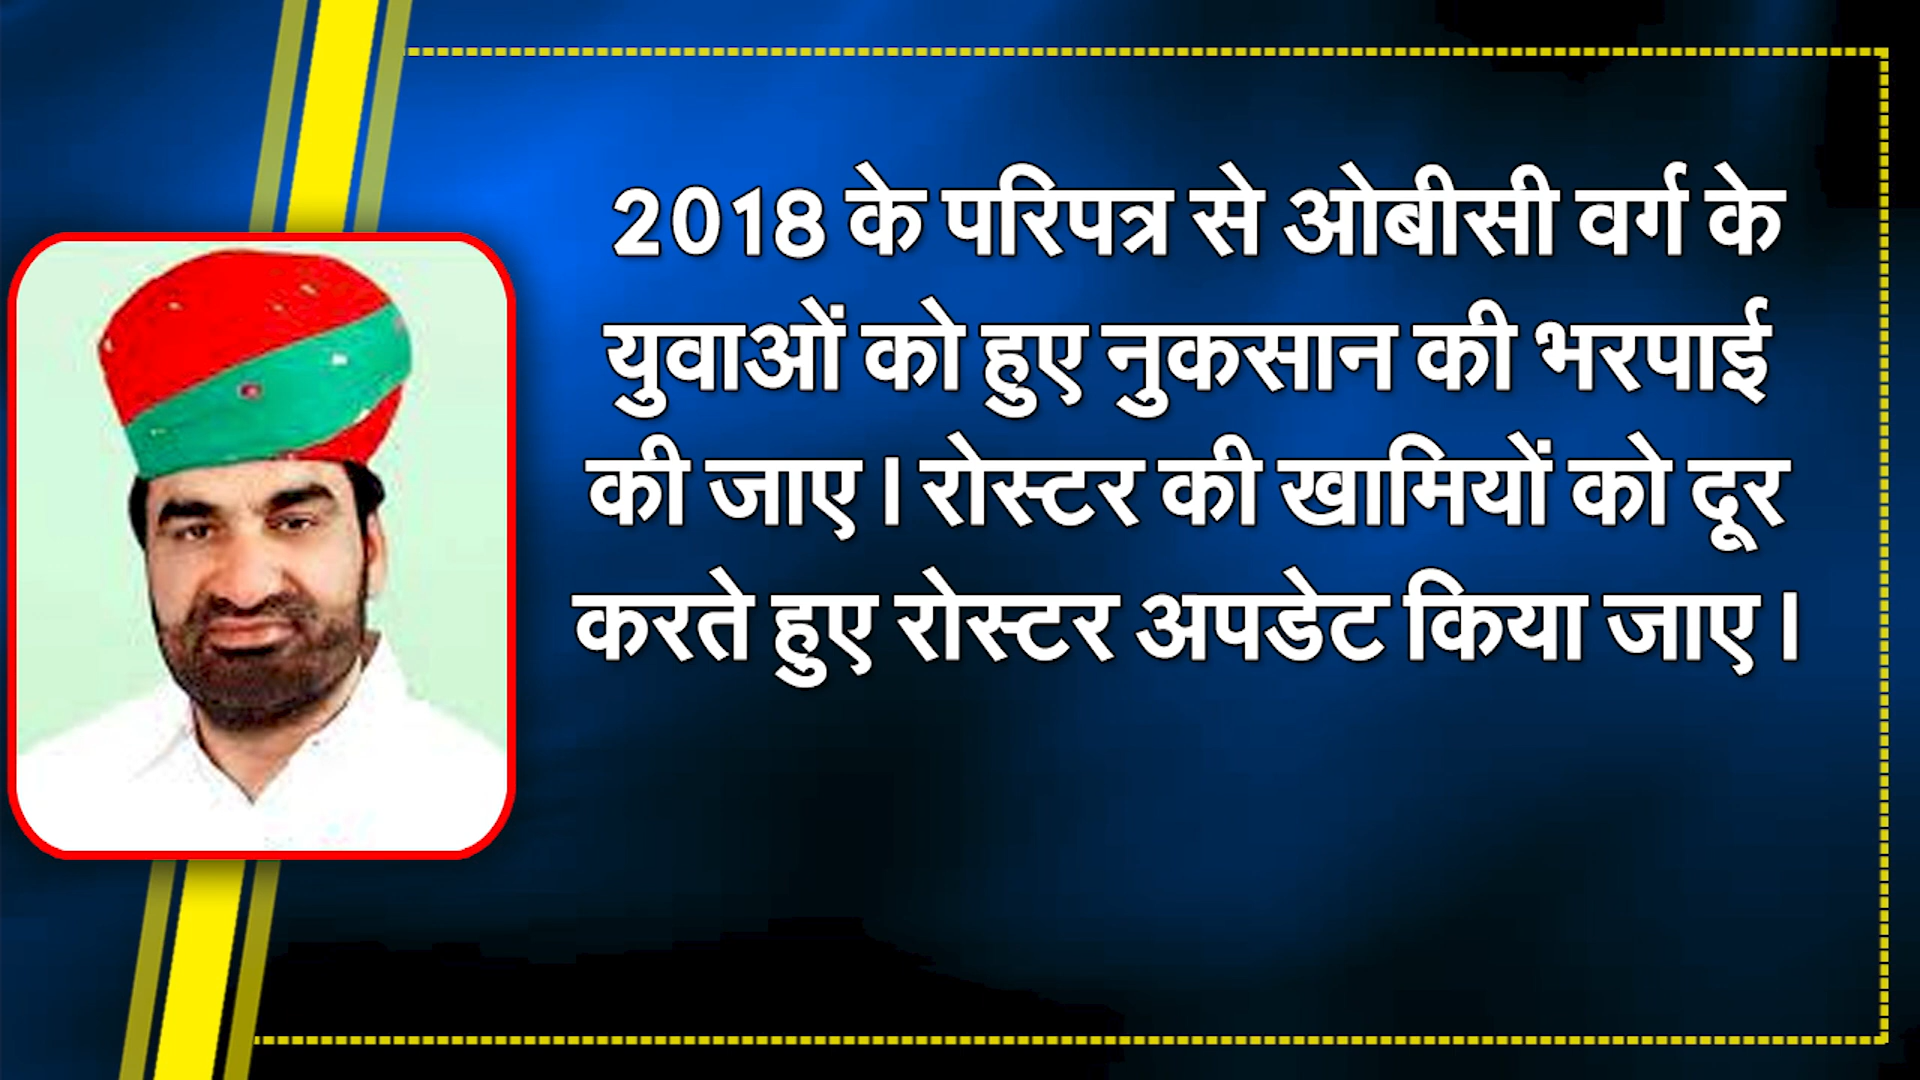 2018 के परिपत्र से ओबीसी वर्ग के
युवाओं को हुए नुकसान की भरपाई
की जाए। रोस्टर की खामियों को दूर
करते हुए रोस्टर अपडेट किया जाए।